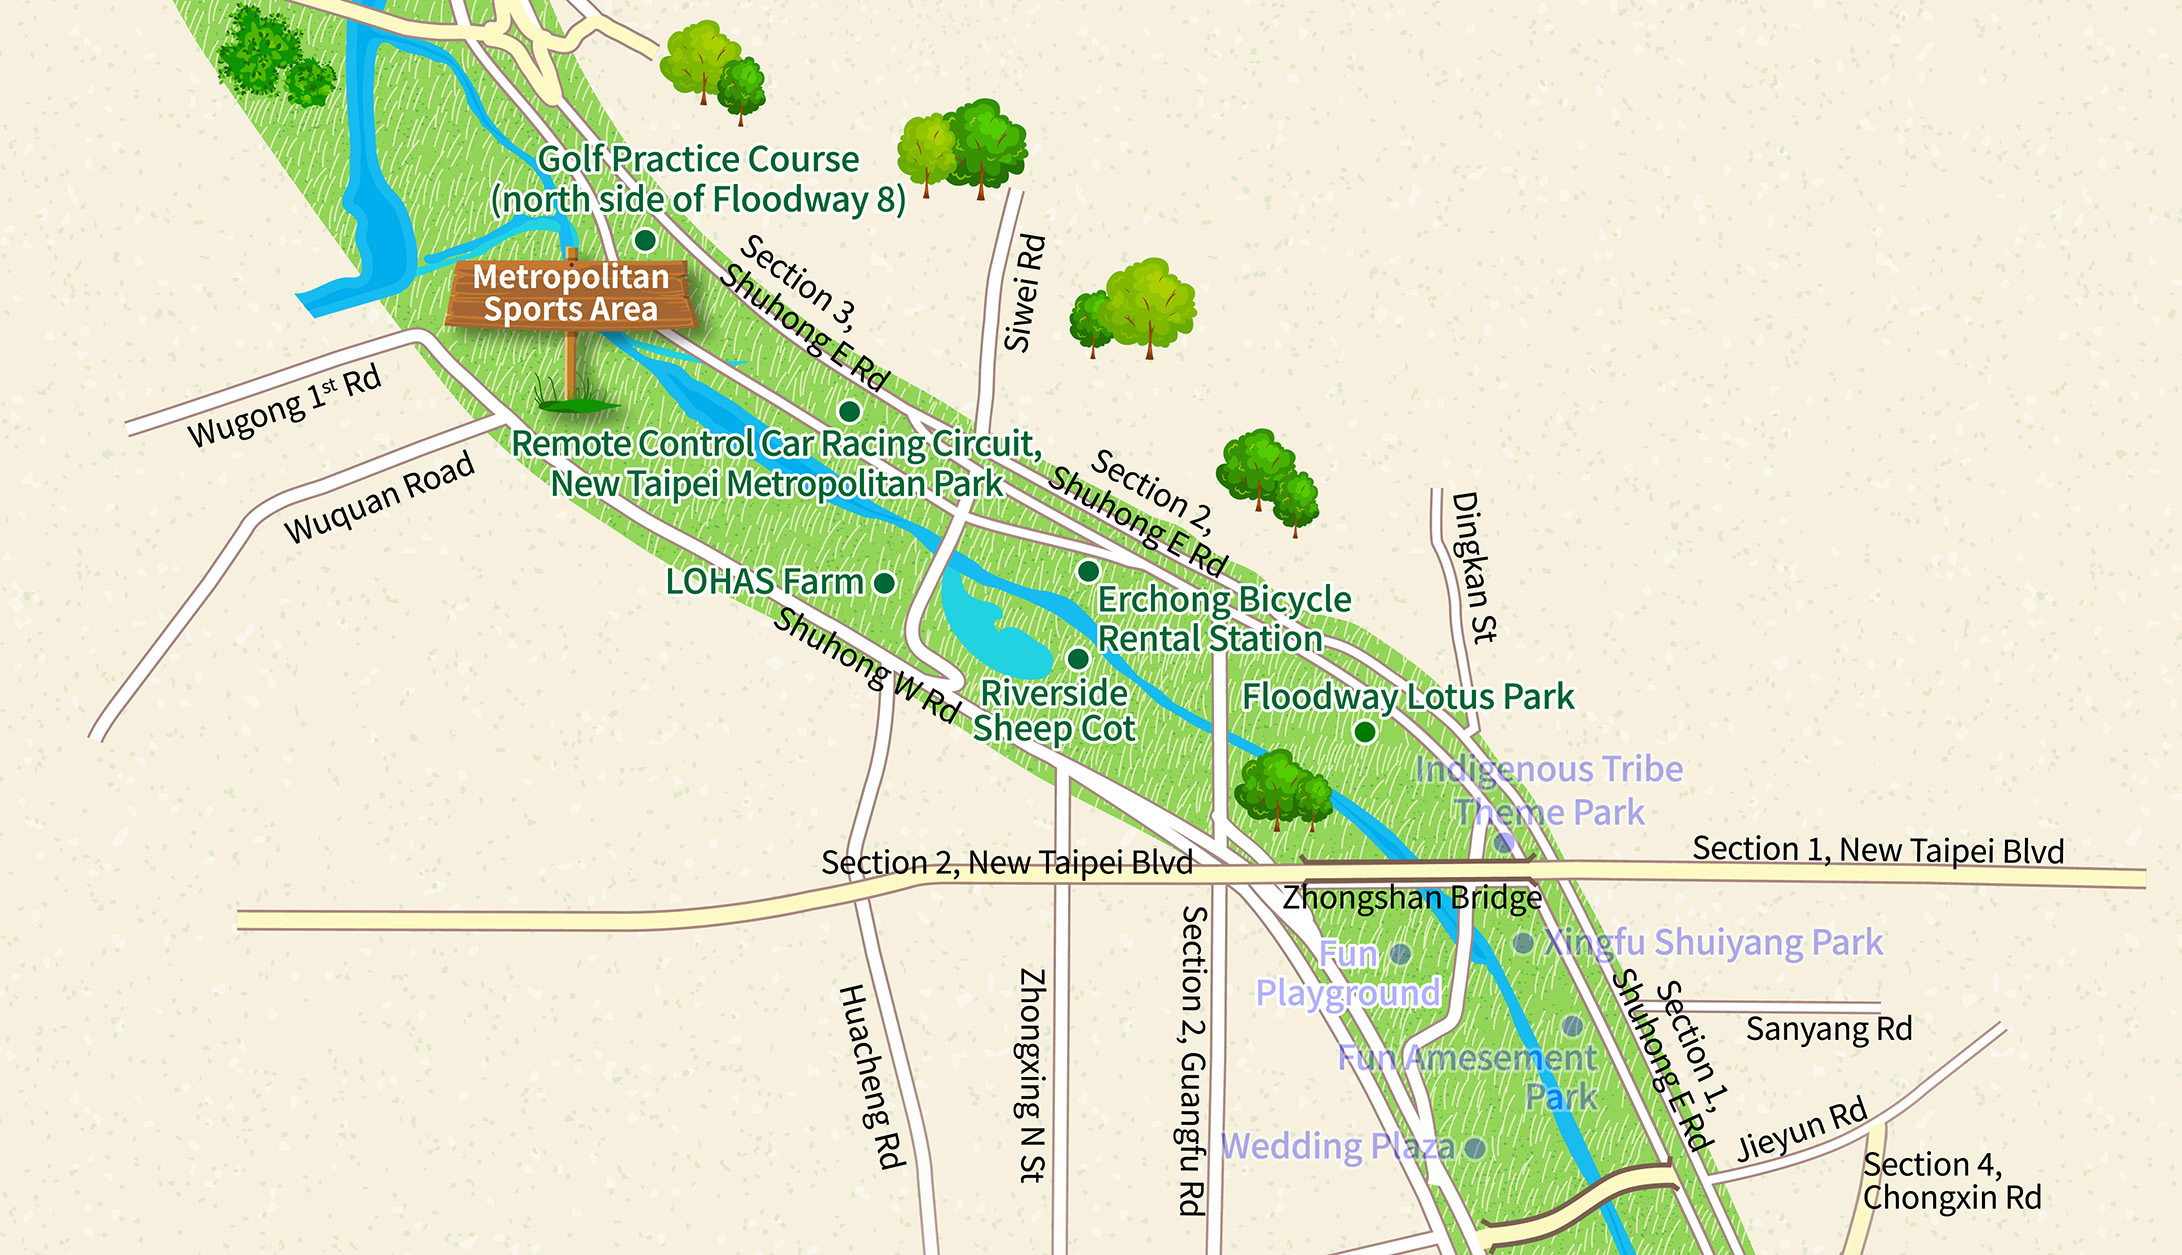 Golf Practice Course
(north side of Floodway 8)
Metropolitan
Sports Area
Section 3,
Shuhong E Rd
Siwei Rd
Wugong 1st Rd
Wuquan Road
Remote Control Car Racing Circuit,
New Taipei Metropolitan Park
Section 2,
Shuhong E Rd
Dingkan St
LOHAS Farm
Erchong Bicycle
Rental Station
Shuhong W Rd
Riverside
Sheep Cot
Floodway Lotus Park
Indigenous Tribe
Theme Park
Section 2, New Taipei Blvd
Section 1, New Taipei Blvd
Zhongshan Bridge
Fun
Playground
Xingfu Shuiyang Park
Section 1,
Shuhong E Rd
Sanyang Rd
Huacheng Rd
Zhongxing N St
Section 2, Guangfu Rd
Fun Amesement
Park
Wedding Plaza
Jieyun Rd
Section 4,
Chongxin Rd